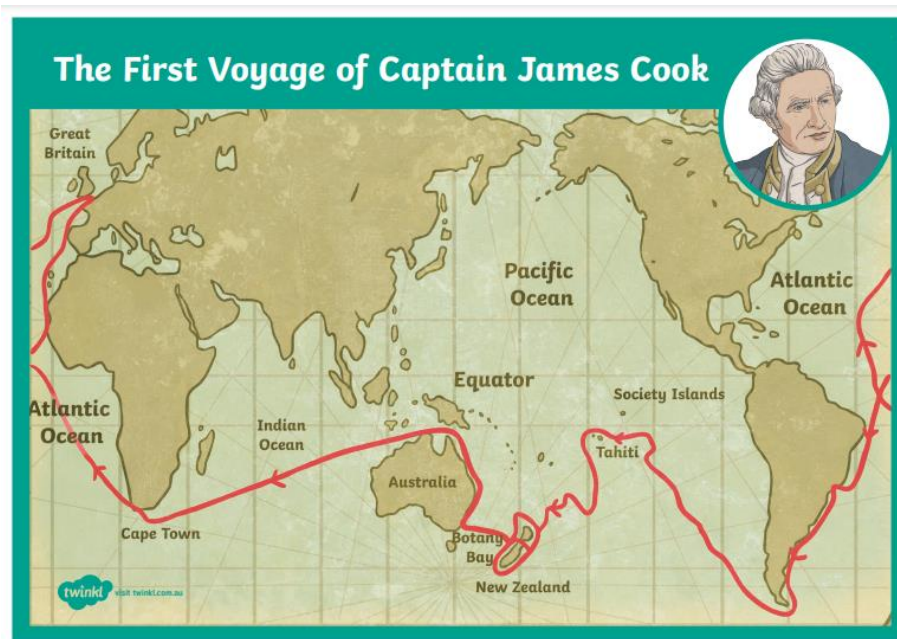 The First Voyage of Captain James Cook
Great
Britain
Pacific
Ocean
Atlantic
Ocean
Equator
Society Islands
Atlantic
Ocean
Indian
Ocean
Tahiti
Australia
Cape Town
Botany
Bay
New Zealand
twinkl visit twinkl.com.au